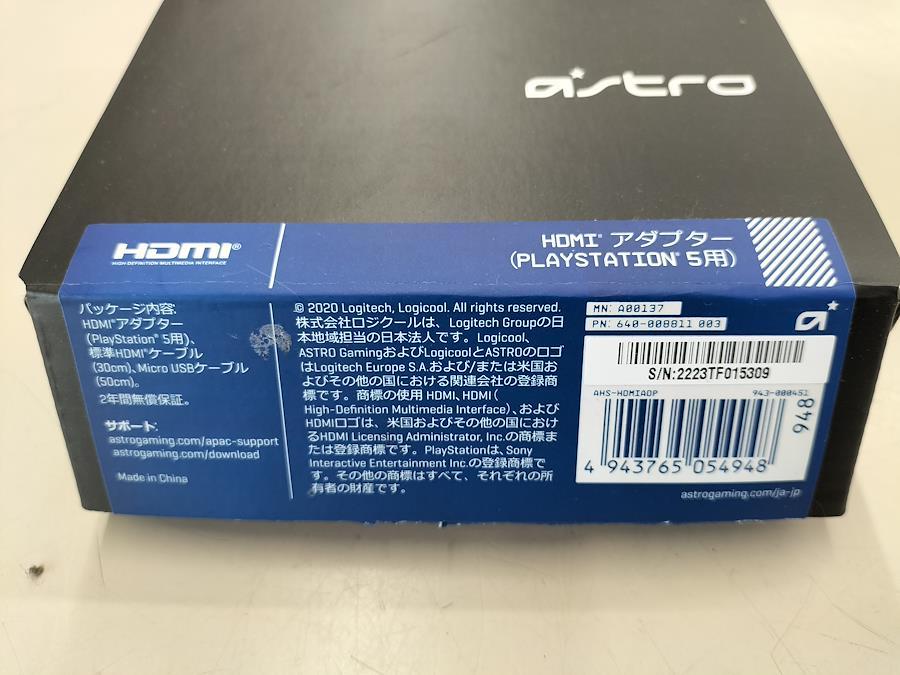 astro
HDMI®
HIGH-DEFINITION MULTIMEDIA INTERFACE
HDMI® アダプター
(PLAYSTATION® 5用)
パッケージ内容:
HDMI®アダプター
(PlayStation® 5用)、
標準HDMI®ケーブル
(30cm)、Micro USBケーブル
(50cm)。
2年間無償保証。
サポート:
astrogaming.com/apac-support
astrogaming.com/download
Made in China
© 2020 Logitech, Logicool. All rights reserved.
株式会社ロジクールは、Logitech Groupの日
本地域担当の日本法人です。Logicool、
ASTRO GamingおよびLogicoolとASTROのロゴ
はLogitech Europe S.A.および/または米国お
よびその他の国における関連会社の登録商
標です。商標の使用 HDMI、HDMI (
High-Definition Multimedia Interface)、および
HDMIロゴは、米国およびその他の国におけ
るHDMI Licensing Administrator, Inc.の商標ま
たは登録商標です。PlayStationは、Sony
Interactive Entertainment Inc.の登録商標で
す。その他の商標はすべて、それぞれの所
有者の財産です。
MN: A00137
PN: 640-008811 003
S/N:2223TF015309
AHS-HDMIADP 943-000451
948
4 943765 054948
astrogaming.com/ja-jp